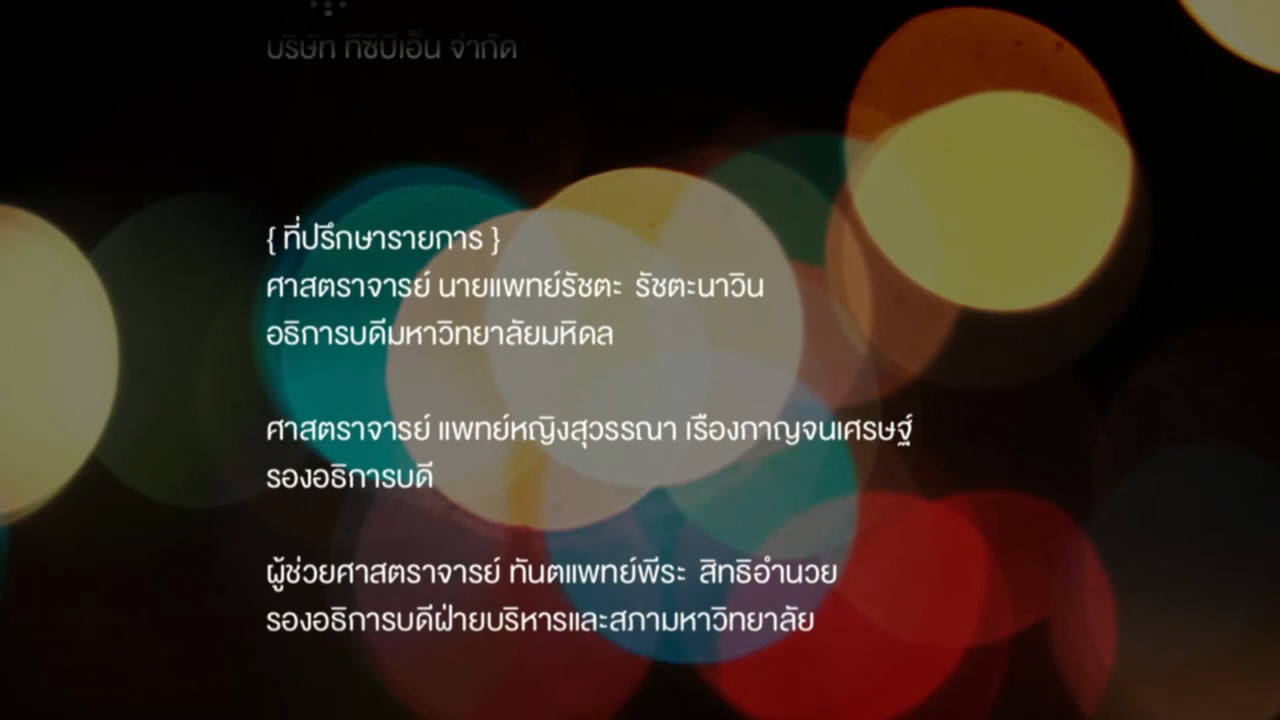 บริษัท ทีซีบีเอ็น จำกัด
{ ที่ปรึกษารายการ }
ศาสตราจารย์ นายแพทย์รัชตะ รัชตะนาวิน
อธิการบดีมหาวิทยาลัยมหิดล
ศาสตราจารย์ แพทย์หญิงสุวรรณา เรืองกาญจนเศรษฐ์
รองอธิการบดี
ผู้ช่วยศาสตราจารย์ ทันตแพทย์พีระ สิทธิอำนวย
รองอธิการบดีฝ่ายบริหารและสภามหาวิทยาลัย